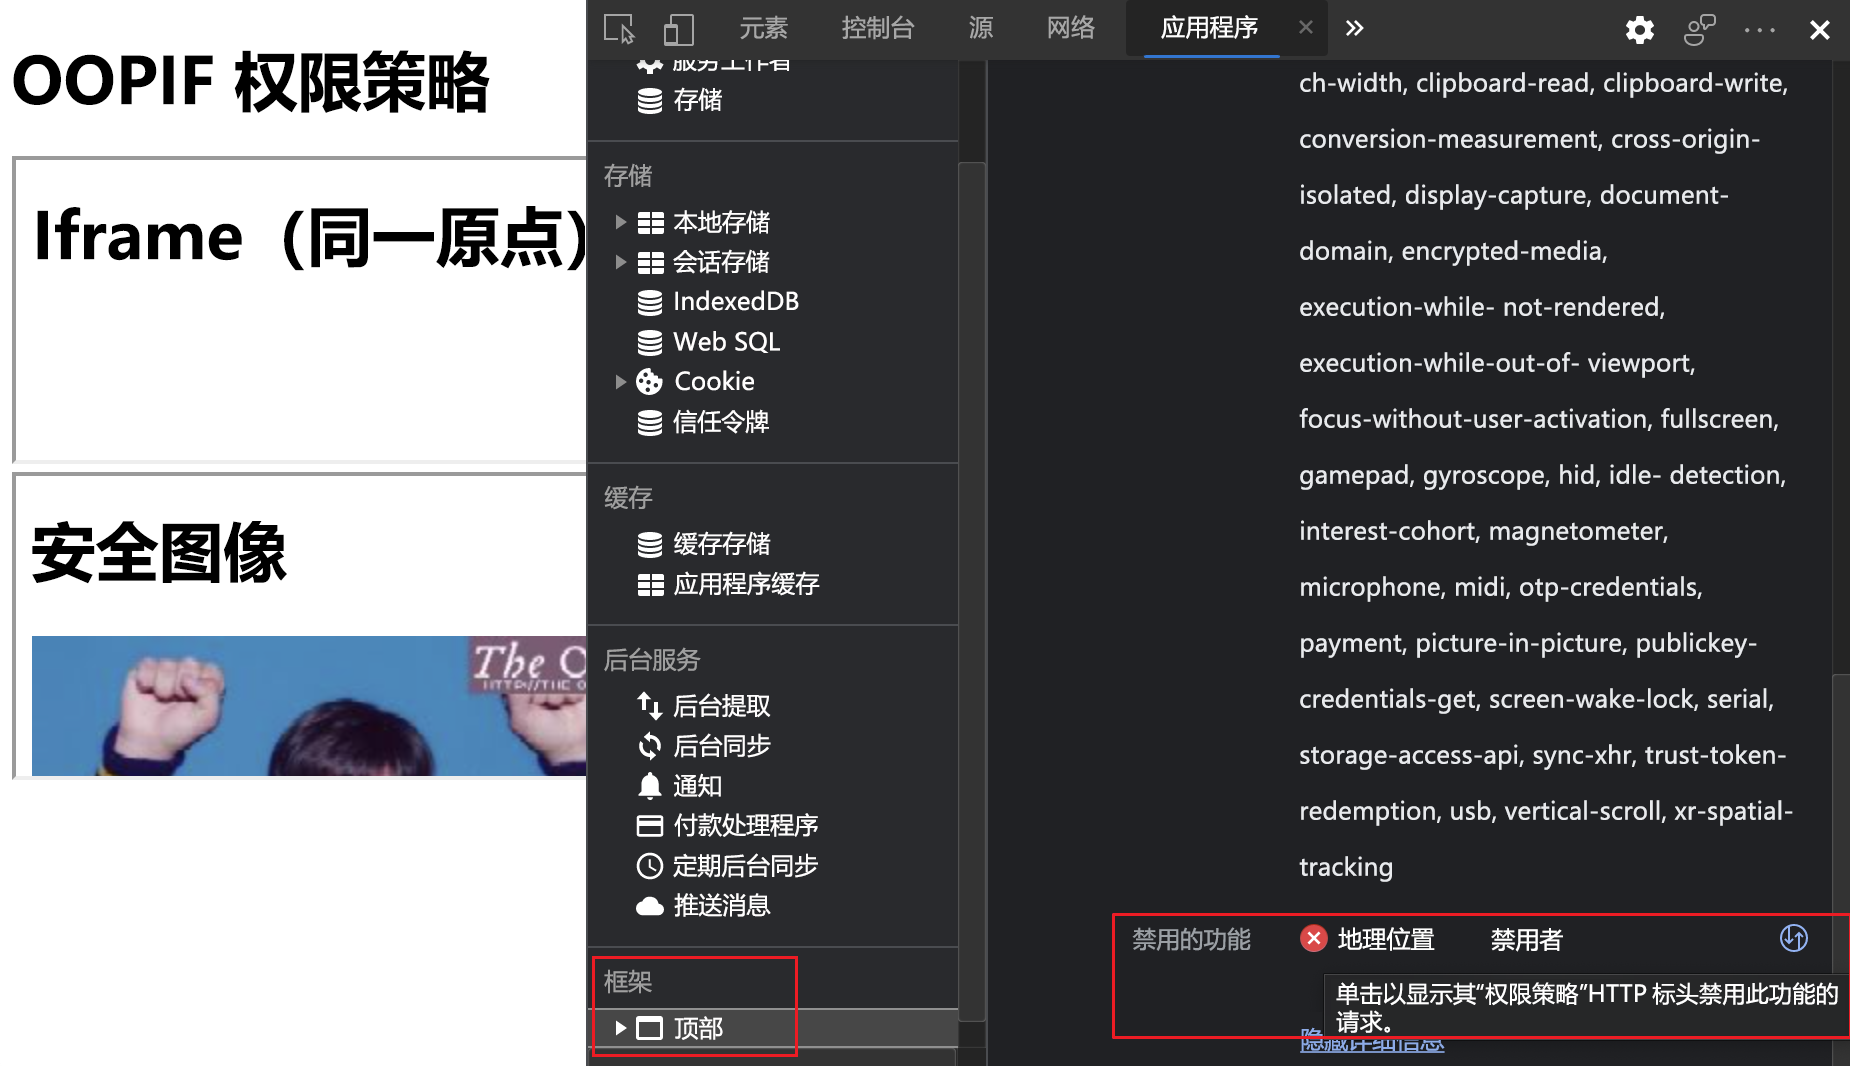 OOPIF 权限策略
Iframe（同一原点）
安全图像
The
元素
控制台
源
网络
应用程序
服务工作者
存储
存储
本地存储
会话存储
IndexedDB
Web SQL
Cookie
信任令牌
缓存
缓存存储
应用程序缓存
后台服务
后台提取
后台同步
通知
付款处理程序
定期后台同步
推送消息
框架
顶部
ch-width, clipboard-read, clipboard-write,
conversion-measurement, cross-origin-
isolated, display-capture, document-
domain, encrypted-media,
execution-while- not-rendered,
execution-while-out-of- viewport,
focus-without-user-activation, fullscreen,
gamepad, gyroscope, hid, idle- detection,
interest-cohort, magnetometer,
microphone, midi, otp-credentials,
payment, picture-in-picture, publickey-
credentials-get, screen-wake-lock, serial,
storage-access-api, sync-xhr, trust-token-
redemption, usb, vertical-scroll, xr-spatial-
tracking
禁用的功能 地理位置 禁用者
单击以显示其“权限策略”HTTP 标头禁用此功能的
请求。
隐藏详细信息